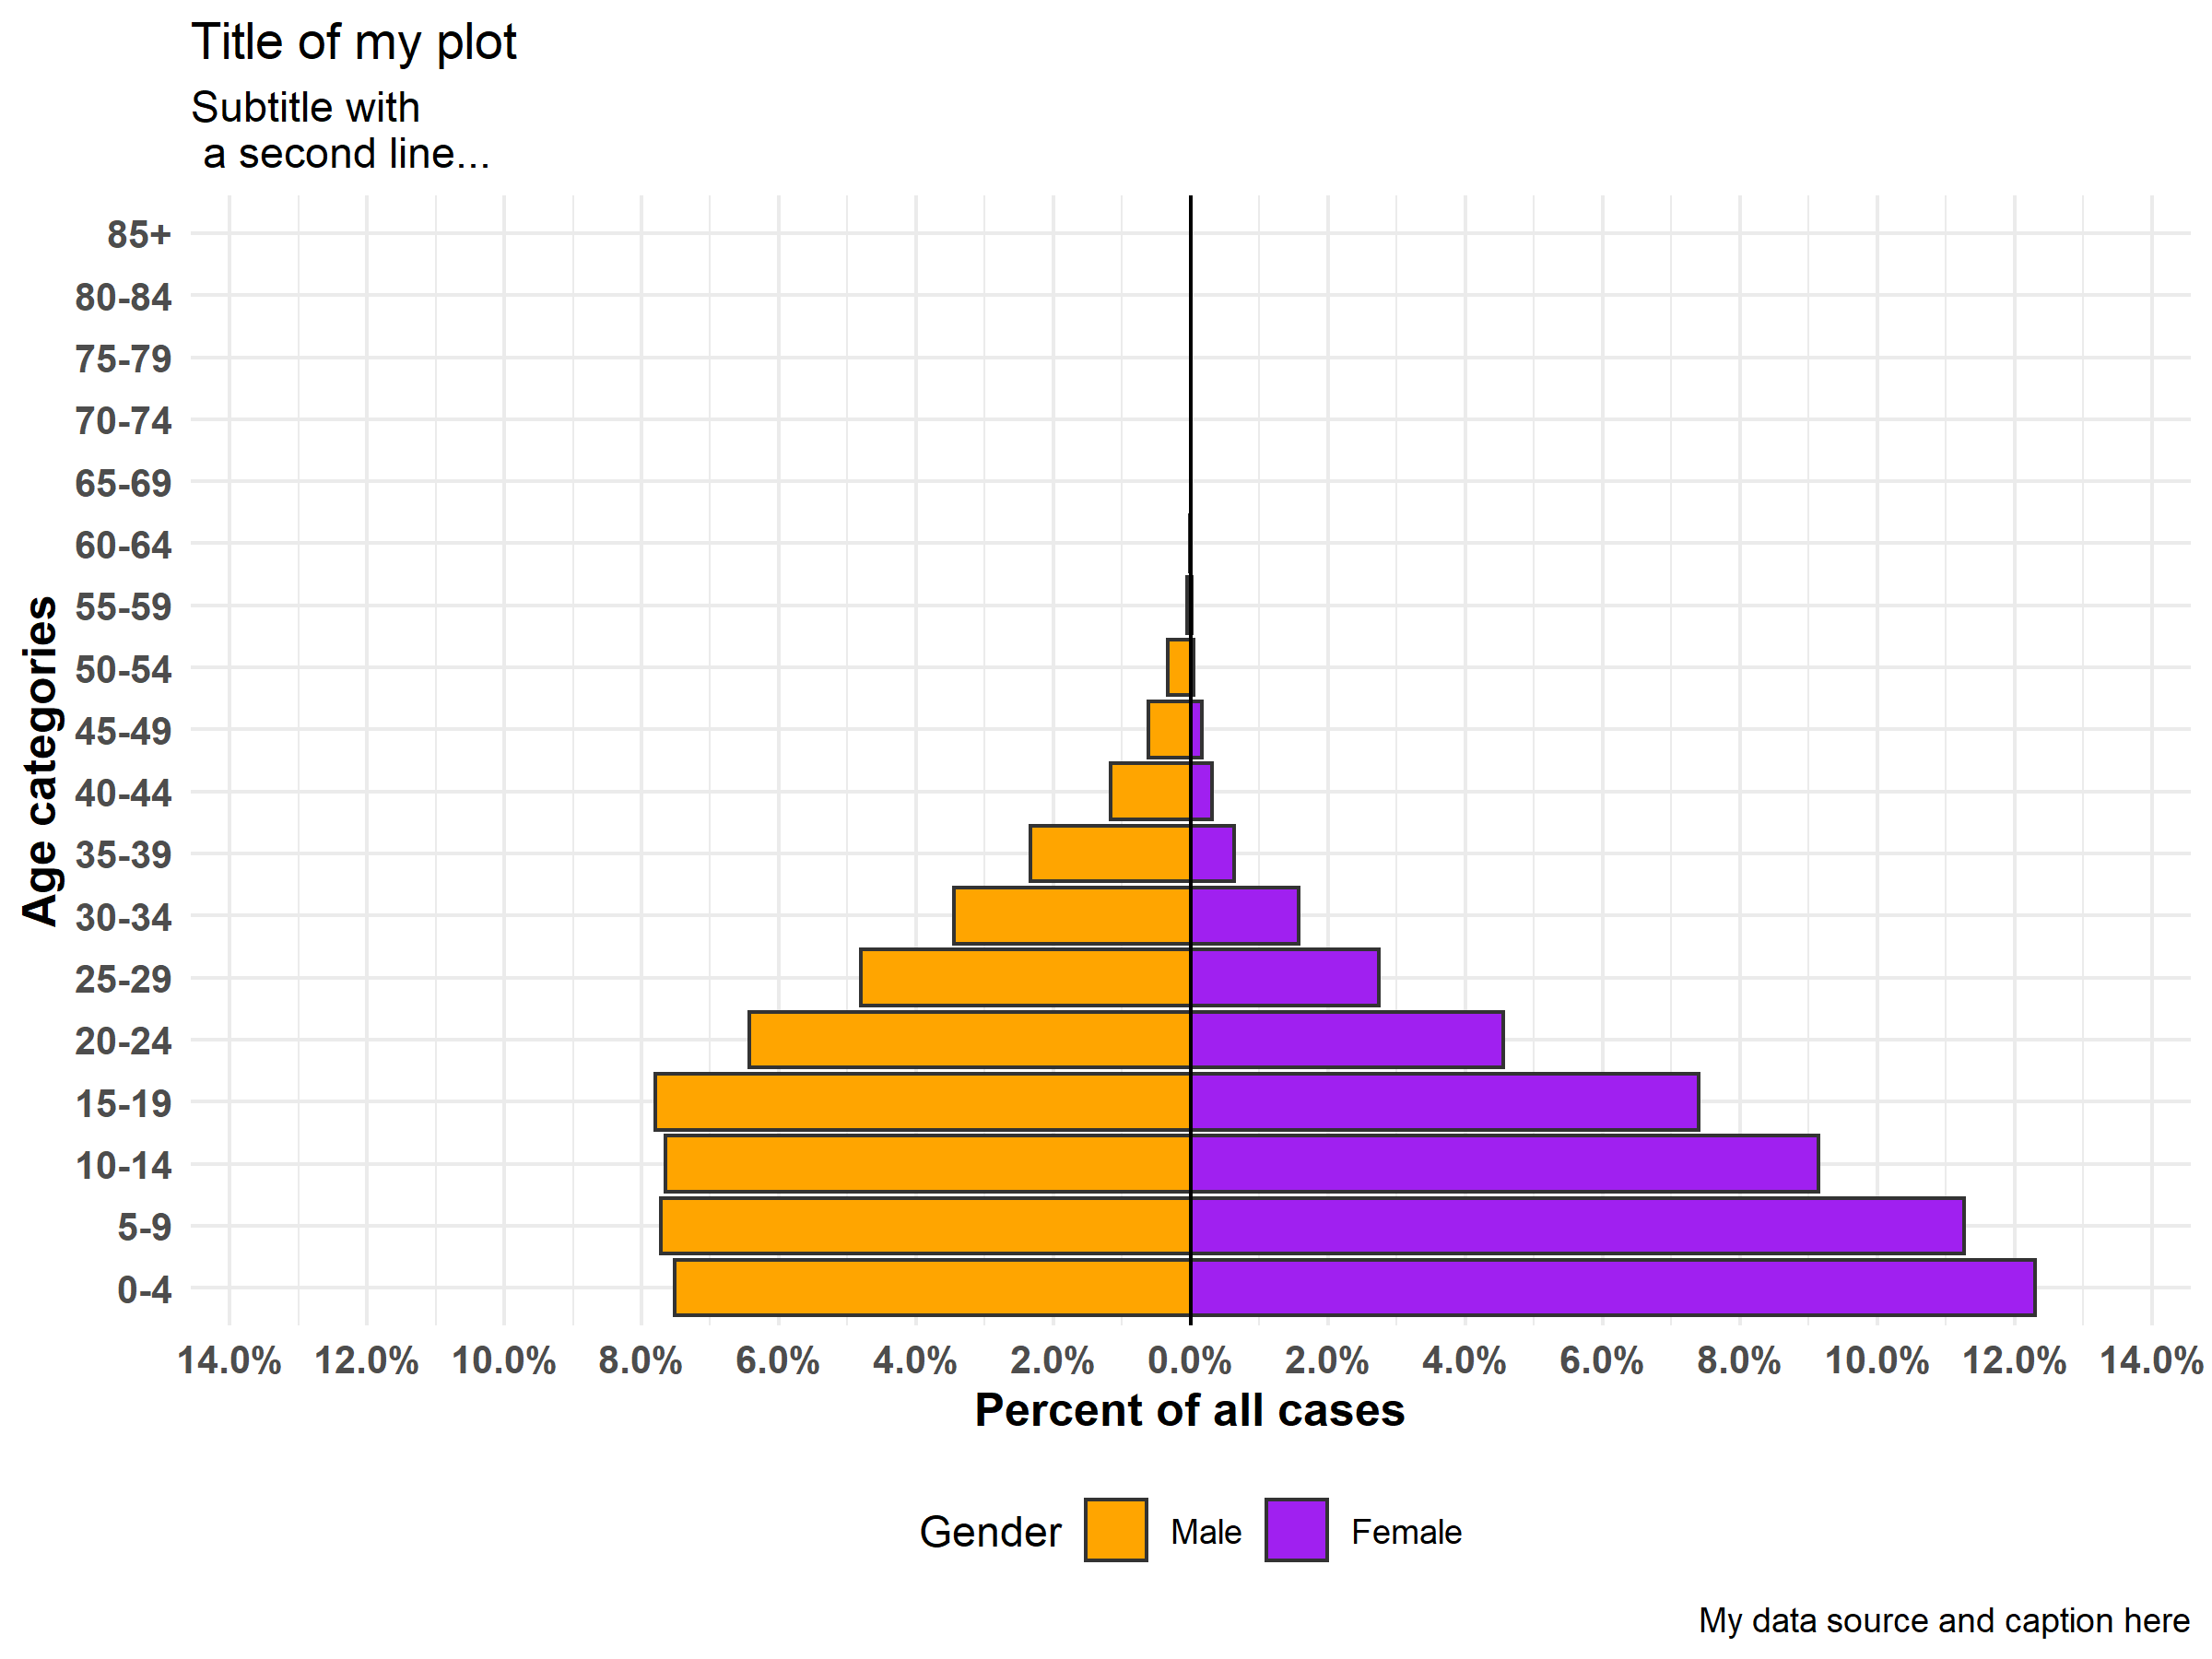 Title of my plot
Subtitle with
a second line...
85+
80-84
75-79
70-74
65-69
60-64
55-59
50-54
45-49
40-44
35-39
30-34
25-29
20-24
15-19
10-14
5-9
0-4
Age categories
14.0% 12.0% 10.0% 8.0% 6.0% 4.0% 2.0% 0.0% 2.0% 4.0% 6.0% 8.0% 10.0% 12.0% 14.0%
Percent of all cases
Gender Male Female
My data source and caption here